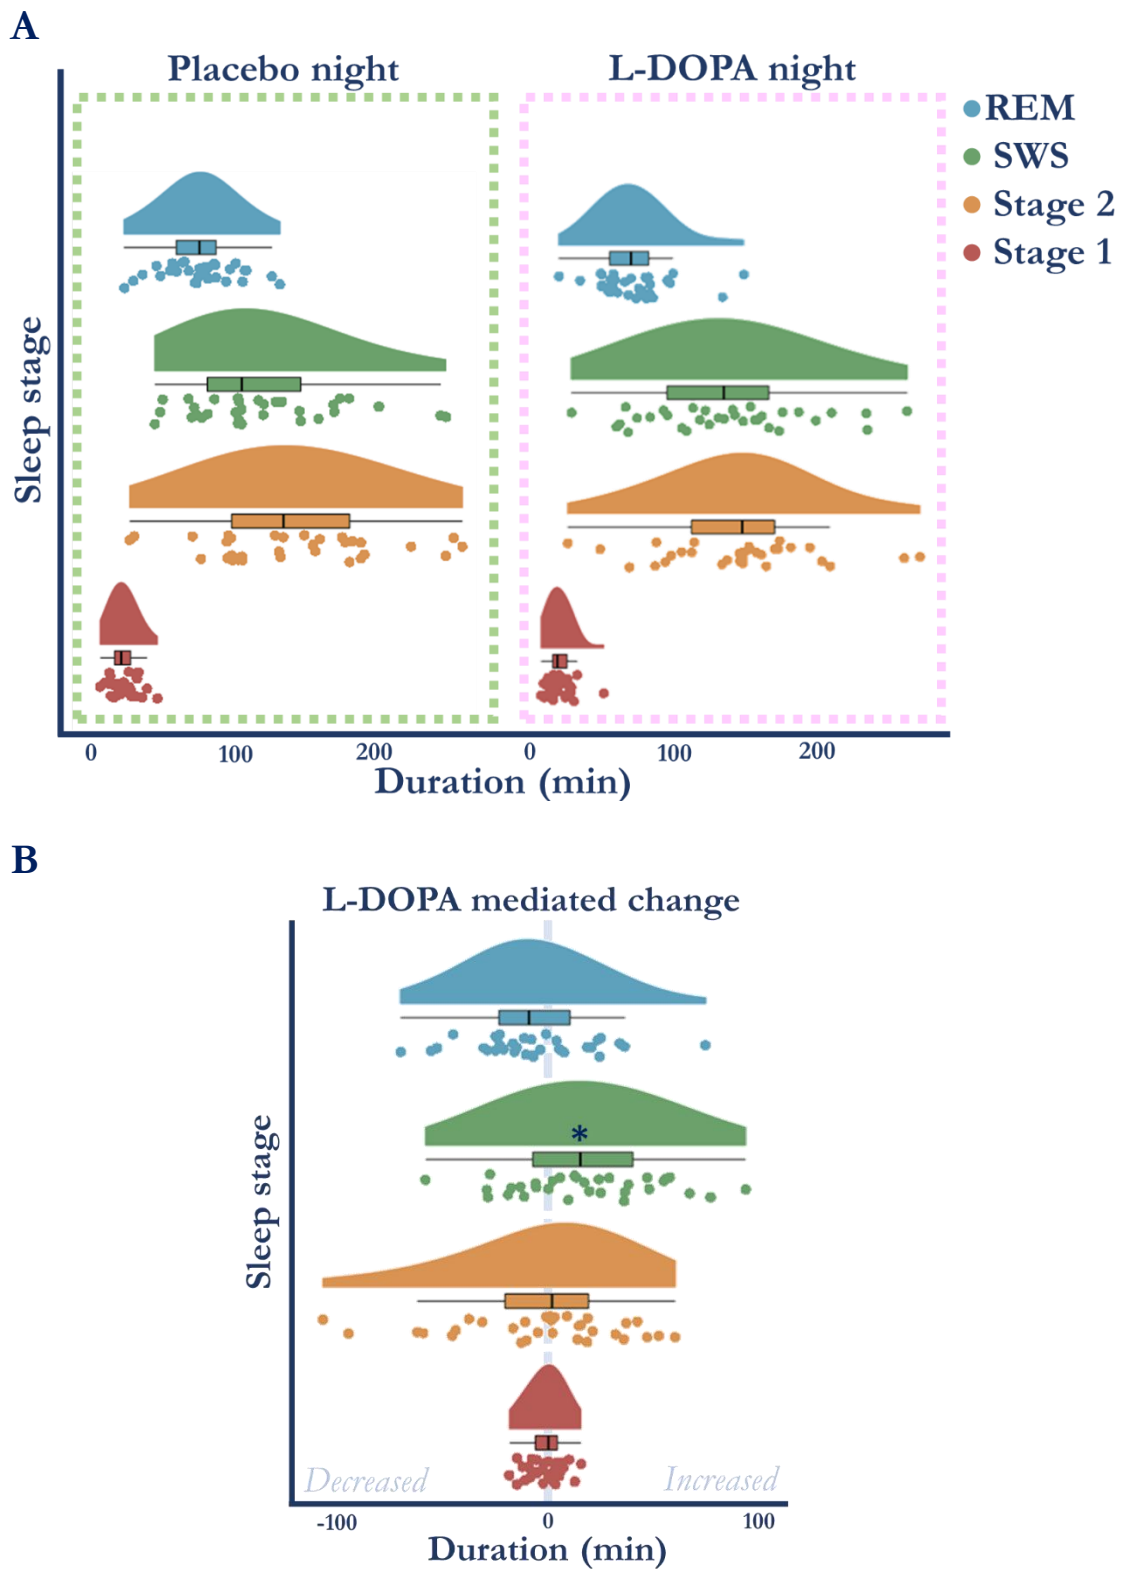 A
Placebo night
L-DOPA night
REM
SWS
Stage 2
Stage 1
Sleep stage
0 100 200 0 100 200
Duration (min)
B
L-DOPA mediated change
*
Sleep stage
Decreased
Increased
-100 0 100
Duration (min)